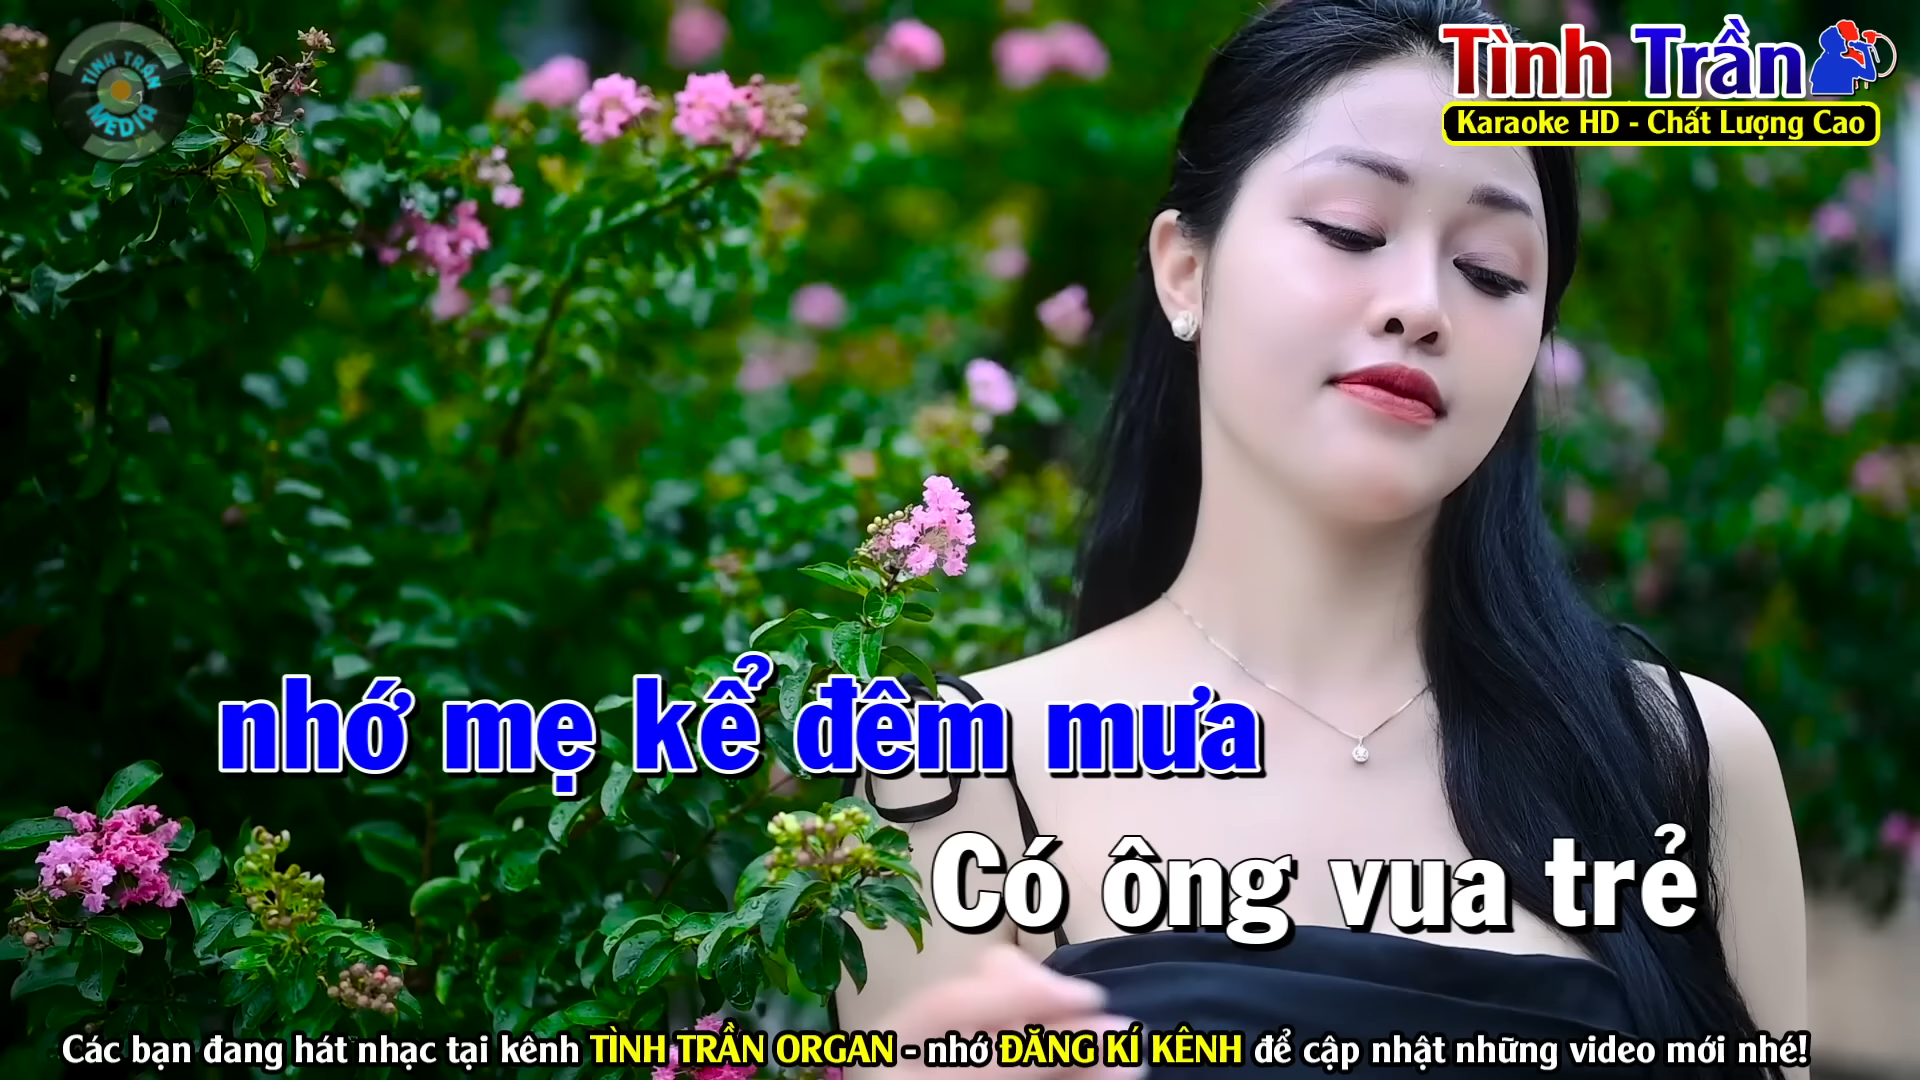 TÌNH TRẦN
MEDIA
Tình Trần
Karaoke HD - Chất Lượng Cao
nhớ mẹ kể đêm mưa
Có ông vua trẻ
Các bạn đang hát nhạc tại kênh TÌNH TRẦN ORGAN - nhớ ĐĂNG KÍ KÊNH để cập nhật những video mới nhé!